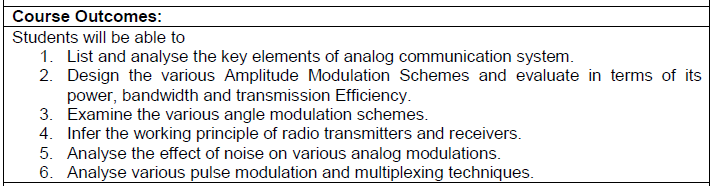 Course Outcomes:
Students will be able to
1. List and analyse the key elements of analog communication system.
2. Design the various Amplitude Modulation Schemes and evaluate in terms of its
power, bandwidth and transmission Efficiency.
3. Examine the various angle modulation schemes.
4. Infer the working principle of radio transmitters and receivers.
5. Analyse the effect of noise on various analog modulations.
6. Analyse various pulse modulation and multiplexing techniques.